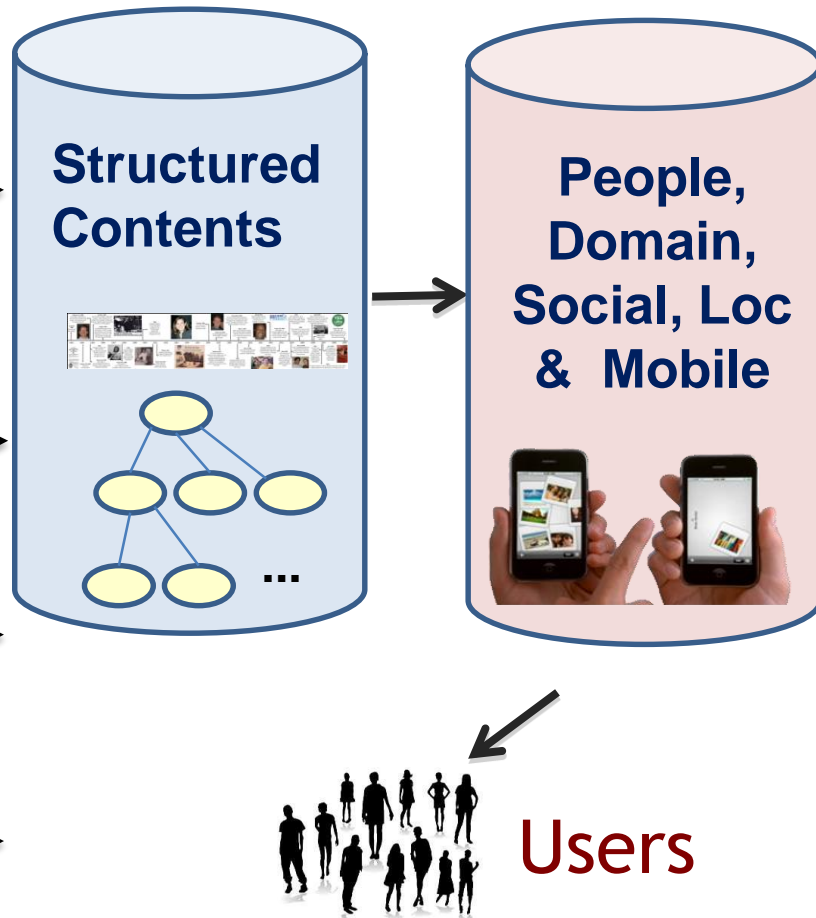 Structured
Contents
...
People,
Domain,
Social, Loc
& Mobile
Users